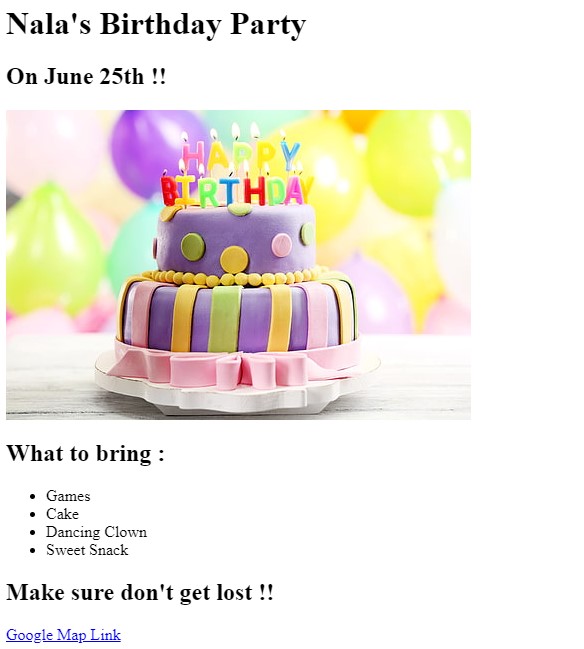 Nala's Birthday Party
On June 25th !!
HAPPY
BIRTHDAY
What to bring :
Games
Cake
Dancing Clown
Sweet Snack
Make sure don't get lost !!
Google Map Link